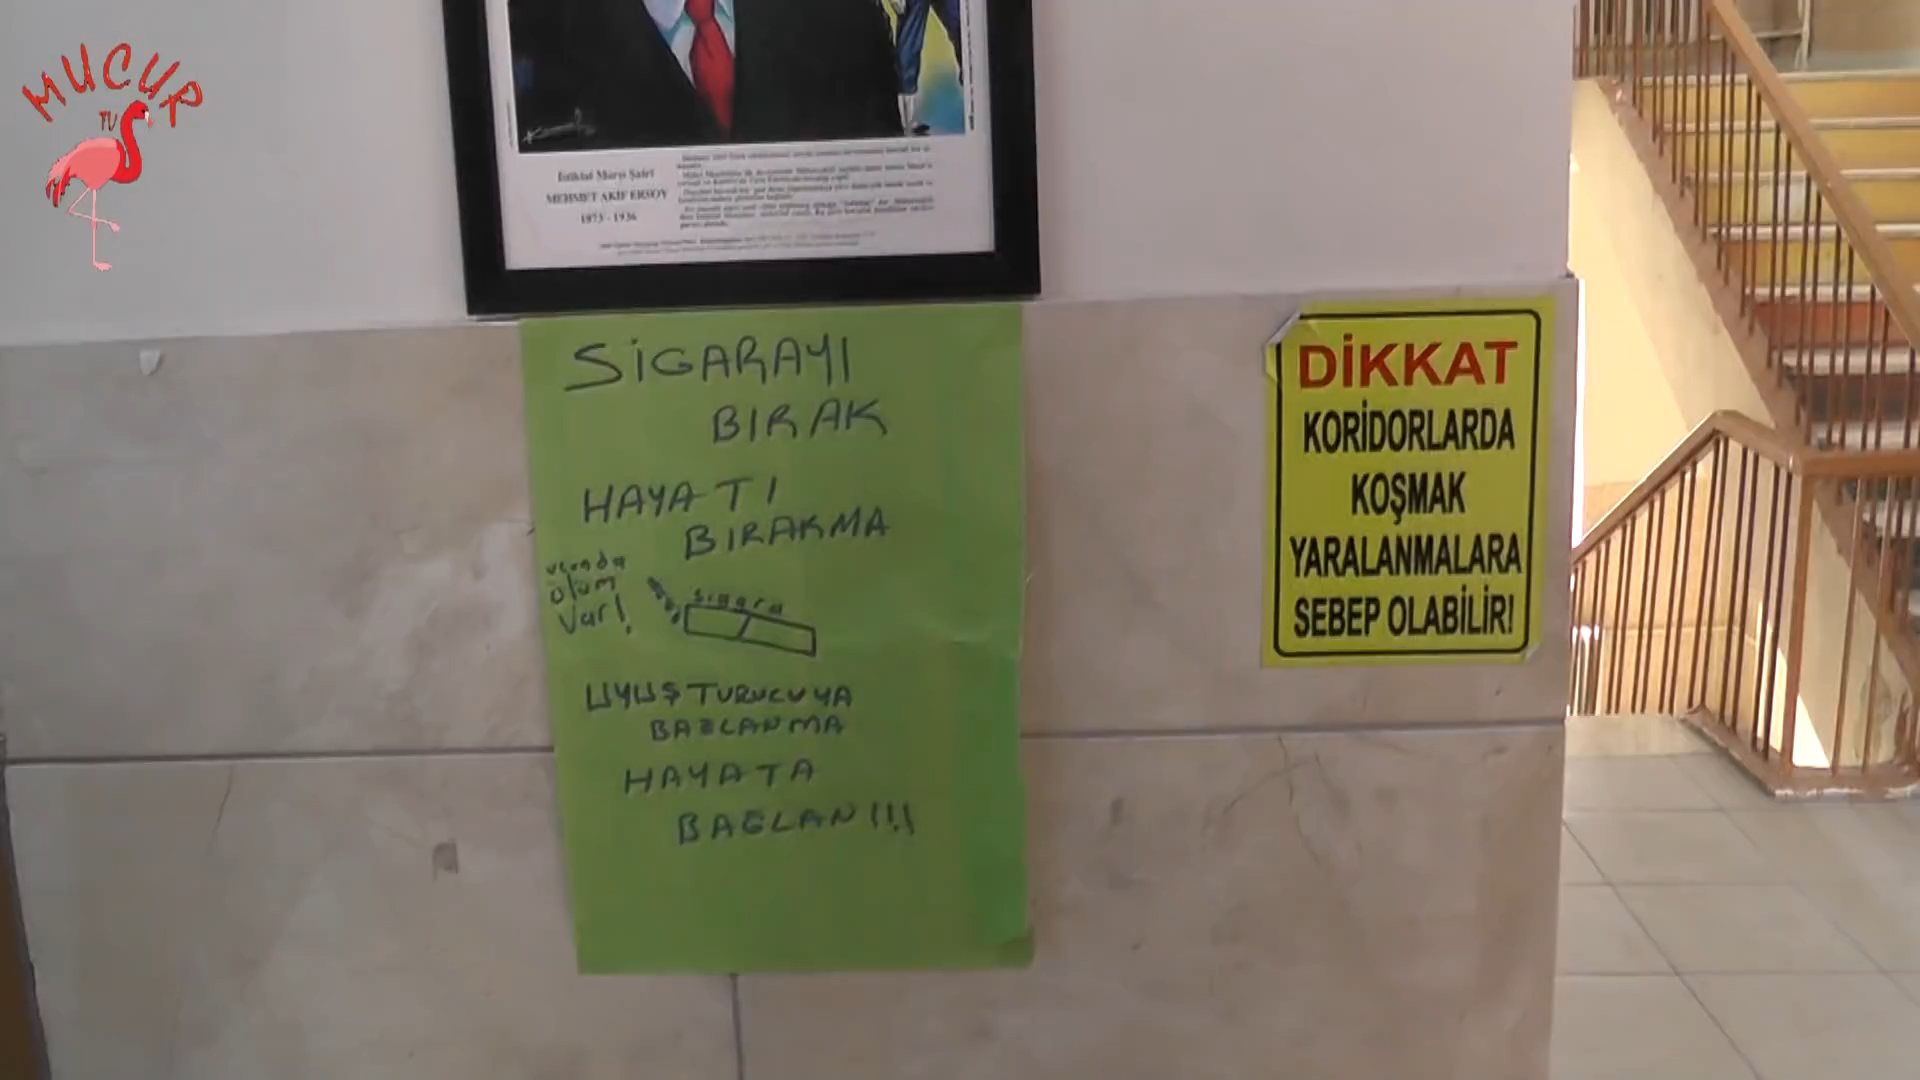 MUCUR
TV
İstiklal Marşı Şairi
MEHMET AKİF ERSOY
1873 - 1936
SİGARAYI
BIRAK
HAYATI
BIRAKMA
ucunda
ölüm
var!
sigara
UYUŞTURUCUYA
BAĞLANMA
HAYATA
BAĞLAN!!!
DİKKAT
KORİDORLARDA
KOŞMAK
YARALANMALARA
SEBEP OLABİLİR!